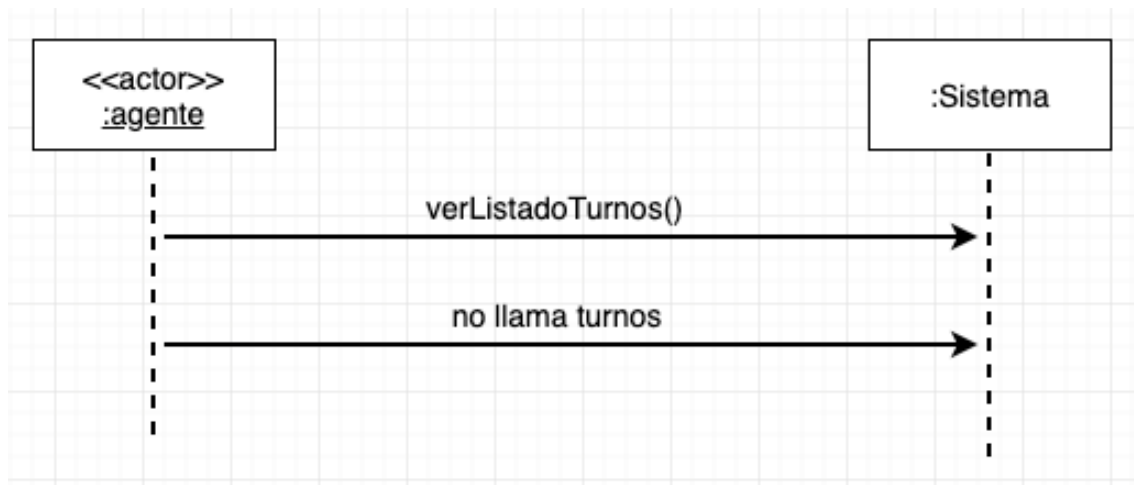 <<actor>>
:agente
:Sistema
verListadoTurnos()
no llama turnos